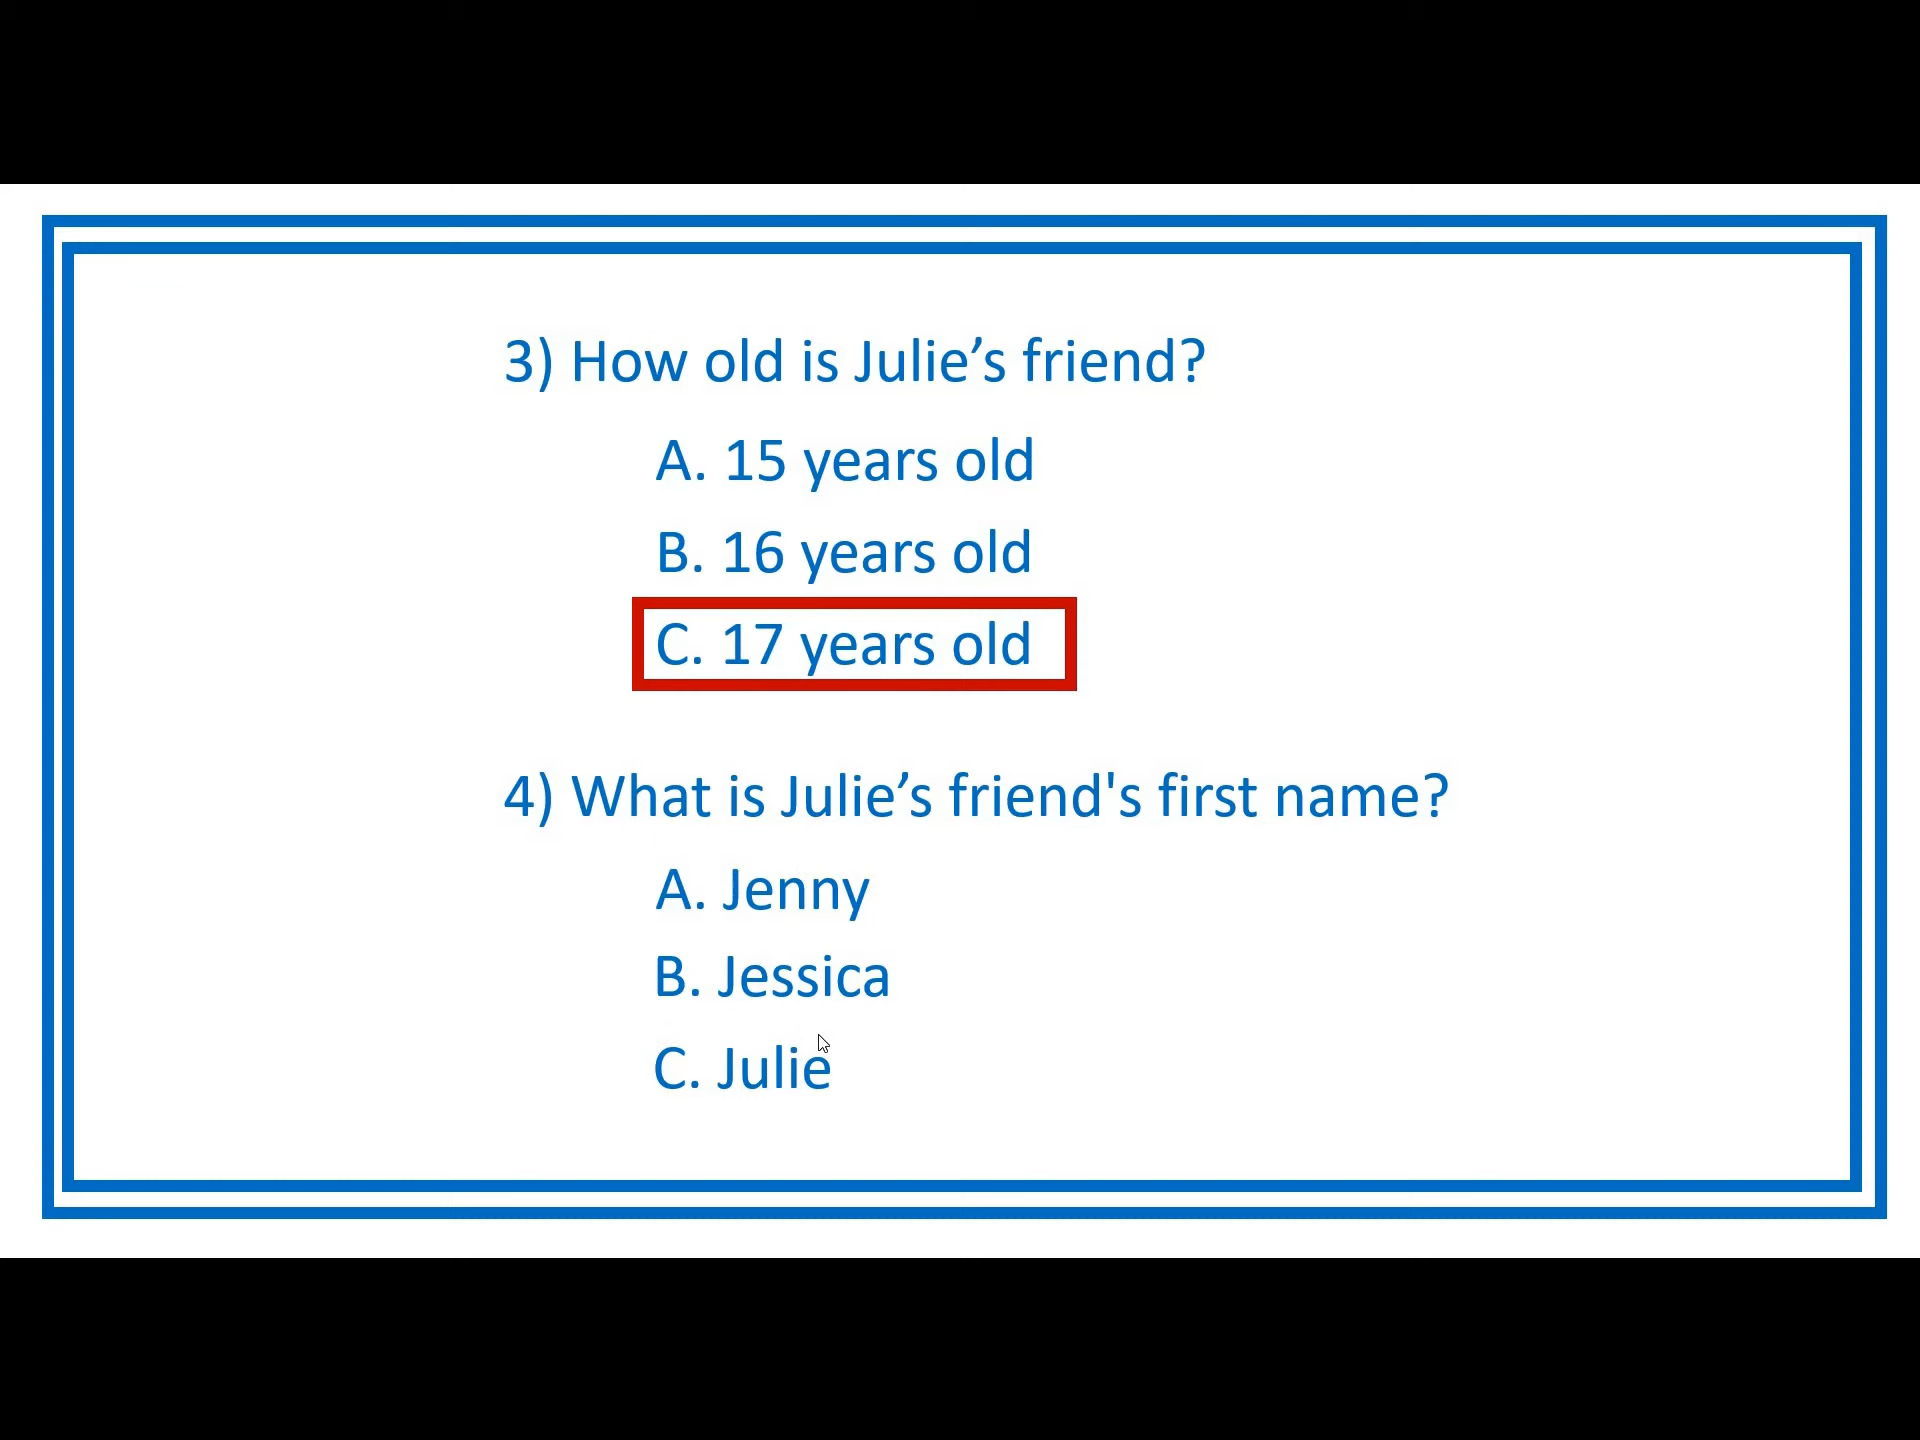 3) How old is Julie’s friend?
A. 15 years old
B. 16 years old
C. 17 years old
4) What is Julie’s friend's first name?
A. Jenny
B. Jessica
C. Julie